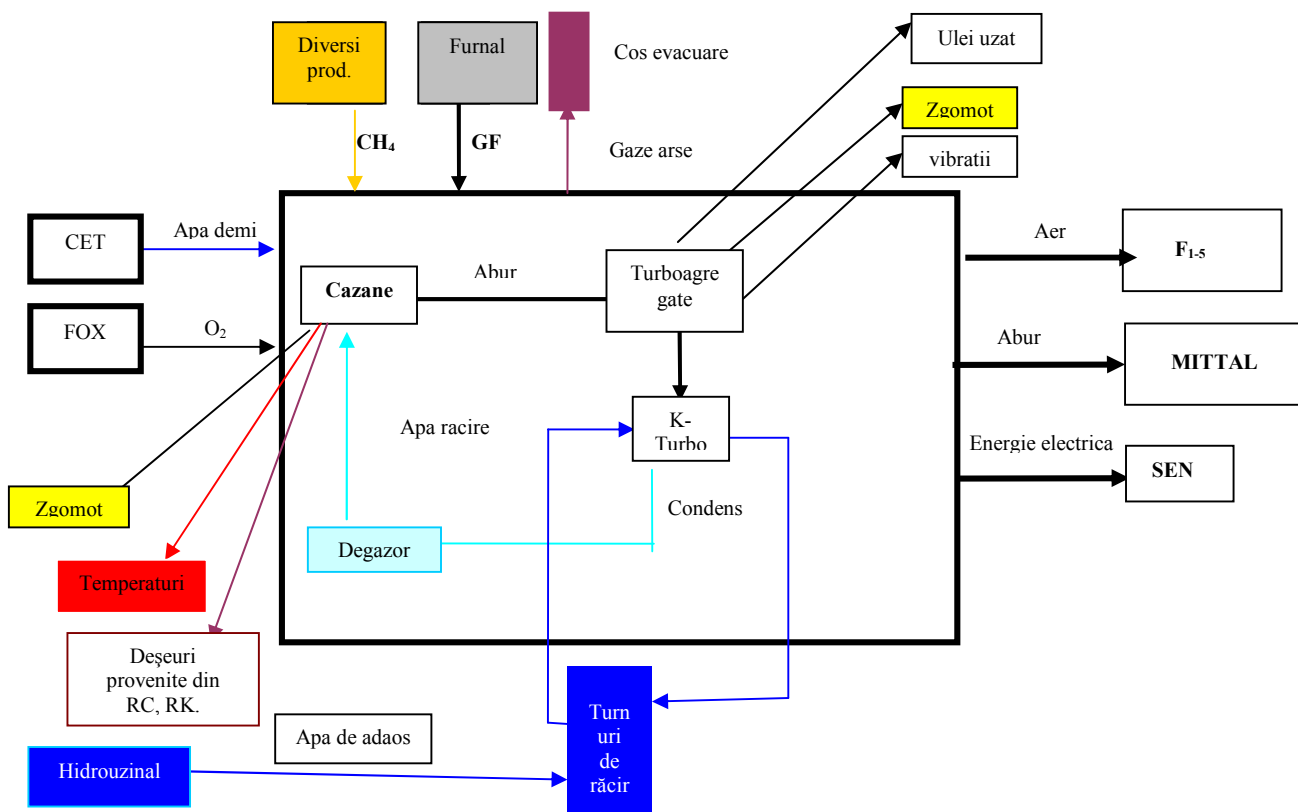 Diversi
prod.
Furnal
Cos evacuare
Ulei uzat
CH₄
GF
Gaze arse
Zgomot
vibratii
CET
Apa demi
Aer
F₁₋₅
Cazane
Abur
Turboagre
gate
FOX
O₂
Abur
MITTAL
Apa racire
K-
Turbo
Energie electrica
SEN
Zgomot
Condens
Degazor
Temperaturi
Deşeuri
provenite din
RC, RK.
Apa de adaos
Turn
uri
de
răcir
Hidrouzinal